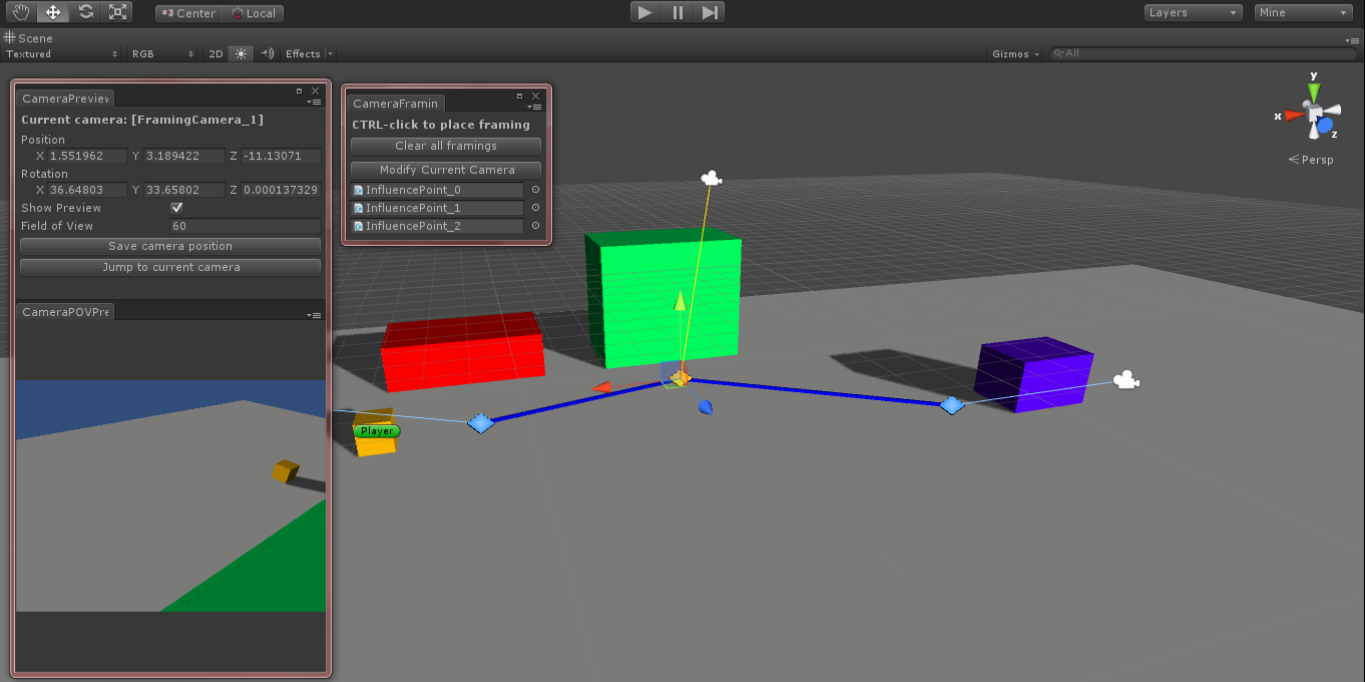 Center Local
Layers Mine
Scene
Textured RGB 2D Effects Gizmos All
CameraPreview
Current camera: [FramingCamera_1]
Position
X 1.551962 Y 3.189422 Z -11.13071
Rotation
X 36.64803 Y 33.65802 Z 0.000137329
Show Preview
Field of View 60
Save camera position
Jump to current camera
CameraPOVPre
CameraFramin
CTRL-click to place framing
Clear all framings
Modify Current Camera
InfluencePoint_0
InfluencePoint_1
InfluencePoint_2
y
x
z
Persp
Player